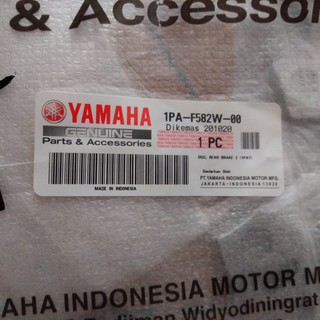 & Accessor
YAMAHA
GENUINE
Parts & Accessories
1PA-F582W-00
Dikemas 201020
1 PC
MADE IN INDONESIA
PT.YAMAHA INDONESIA MOTOR MFG.
JAKARTA-INDONESIA 13920
AHA INDONESIA MOTOR M